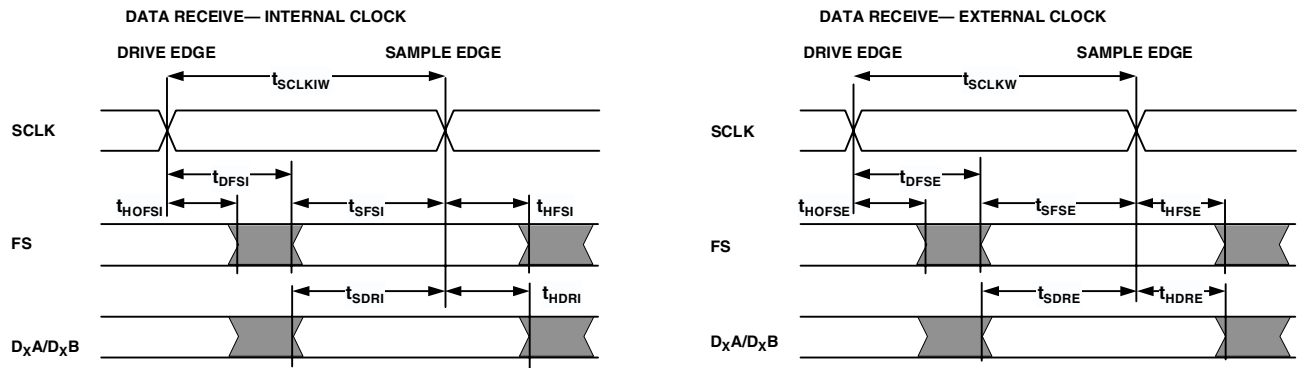 DATA RECEIVE— INTERNAL CLOCK
DRIVE EDGE
SAMPLE EDGE
tSCLKIW
SCLK
tDFSI
tHOFSI
tSFSI
tHFSI
FS
tSDRI
tHDRI
DXA/DXB
DATA RECEIVE— EXTERNAL CLOCK
DRIVE EDGE
SAMPLE EDGE
tSCLKW
SCLK
tDFSE
tHOFSE
tSFSE
tHFSE
FS
tSDRE
tHDRE
DXA/DXB